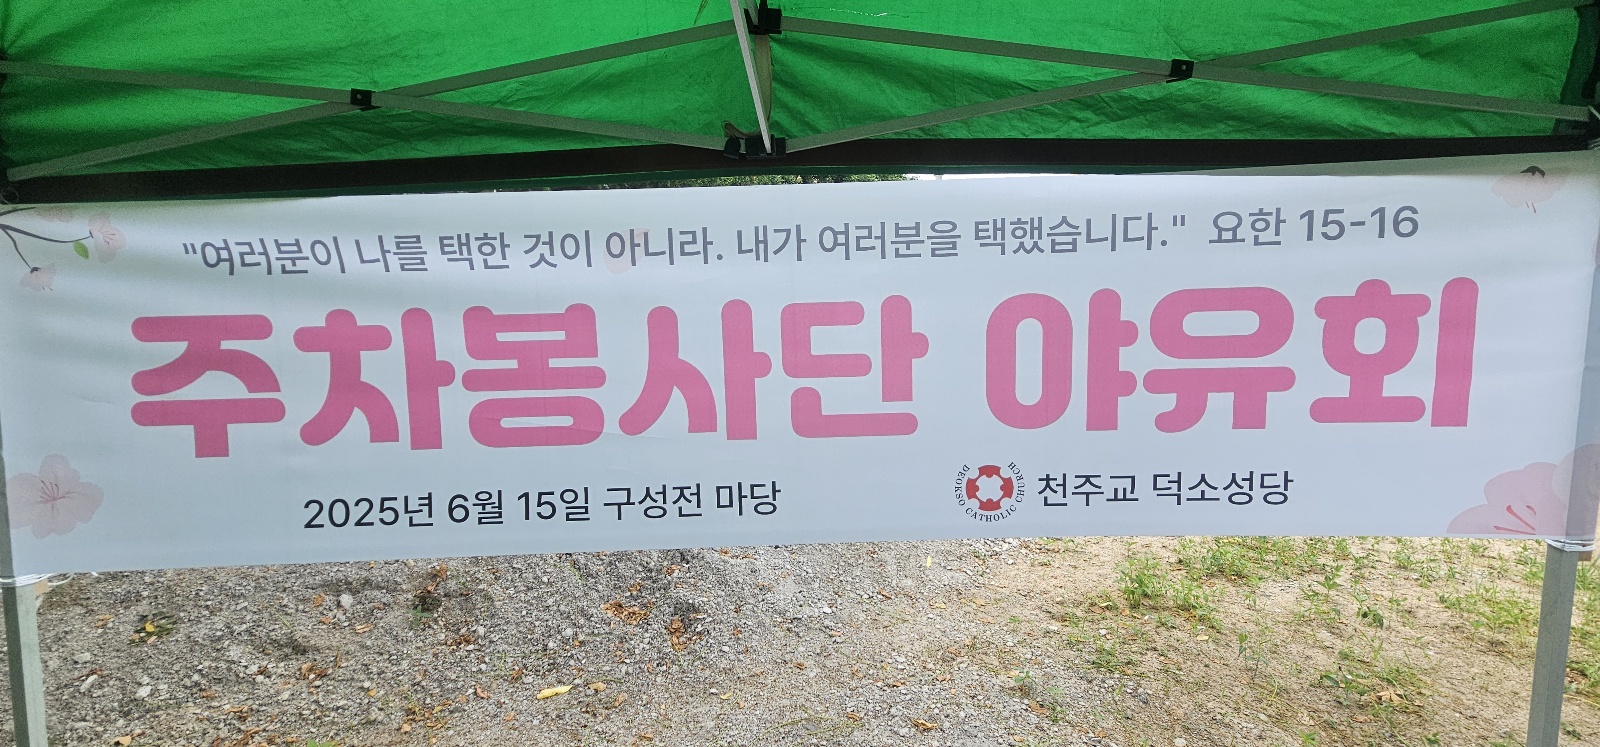 "여러분이 나를 택한 것이 아니라. 내가 여러분을 택했습니다." 요한 15-16
주차봉사단 야유회
2025년 6월 15일 구성전 마당
DEOKSO CATHOLIC CHURCH
천주교 덕소성당